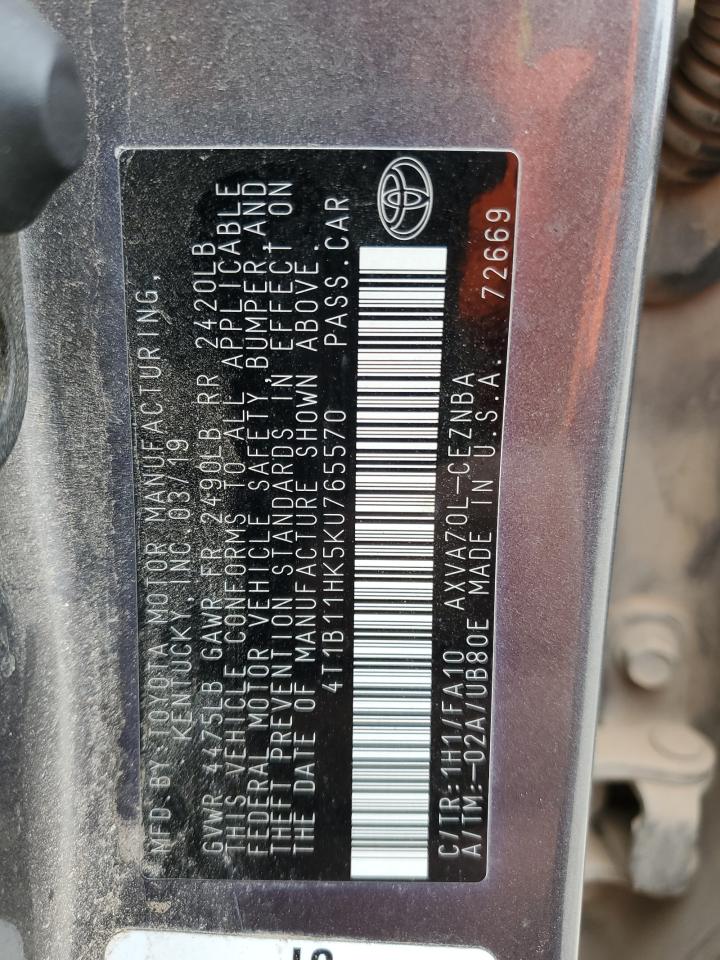 MFD. BY: TOYOTA MOTOR MANUFACTURING,
KENTUCKY, INC. 03/19
GVWR 4475LB GAWR FR 2490LB RR 2420LB
THIS VEHICLE CONFORMS TO ALL APPLICABLE
FEDERAL MOTOR VEHICLE SAFETY, BUMPER, AND
THEFT PREVENTION STANDARDS IN EFFECT ON
THE DATE OF MANUFACTURE SHOWN ABOVE.
4T1B11HK5KU765570 PASS.CAR
C/TR:1H1/FA10 AXVA70L-CEZNBA
A/TM:-02A/UB80E MADE IN U.S.A. 72669